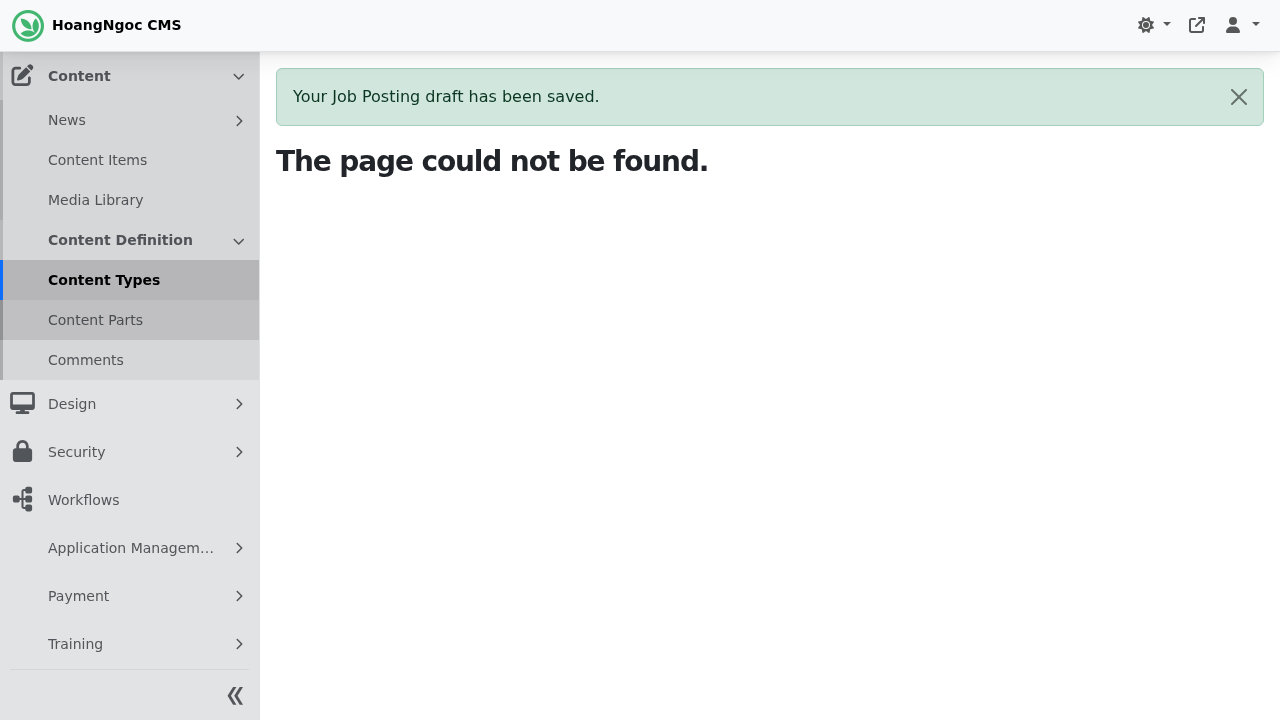 HoangNgoc CMS
Content
News
Content Items
Media Library
Content Definition
Content Types
Content Parts
Comments
Design
Security
Workflows
Application Managem...
Payment
Training
Your Job Posting draft has been saved.
The page could not be found.